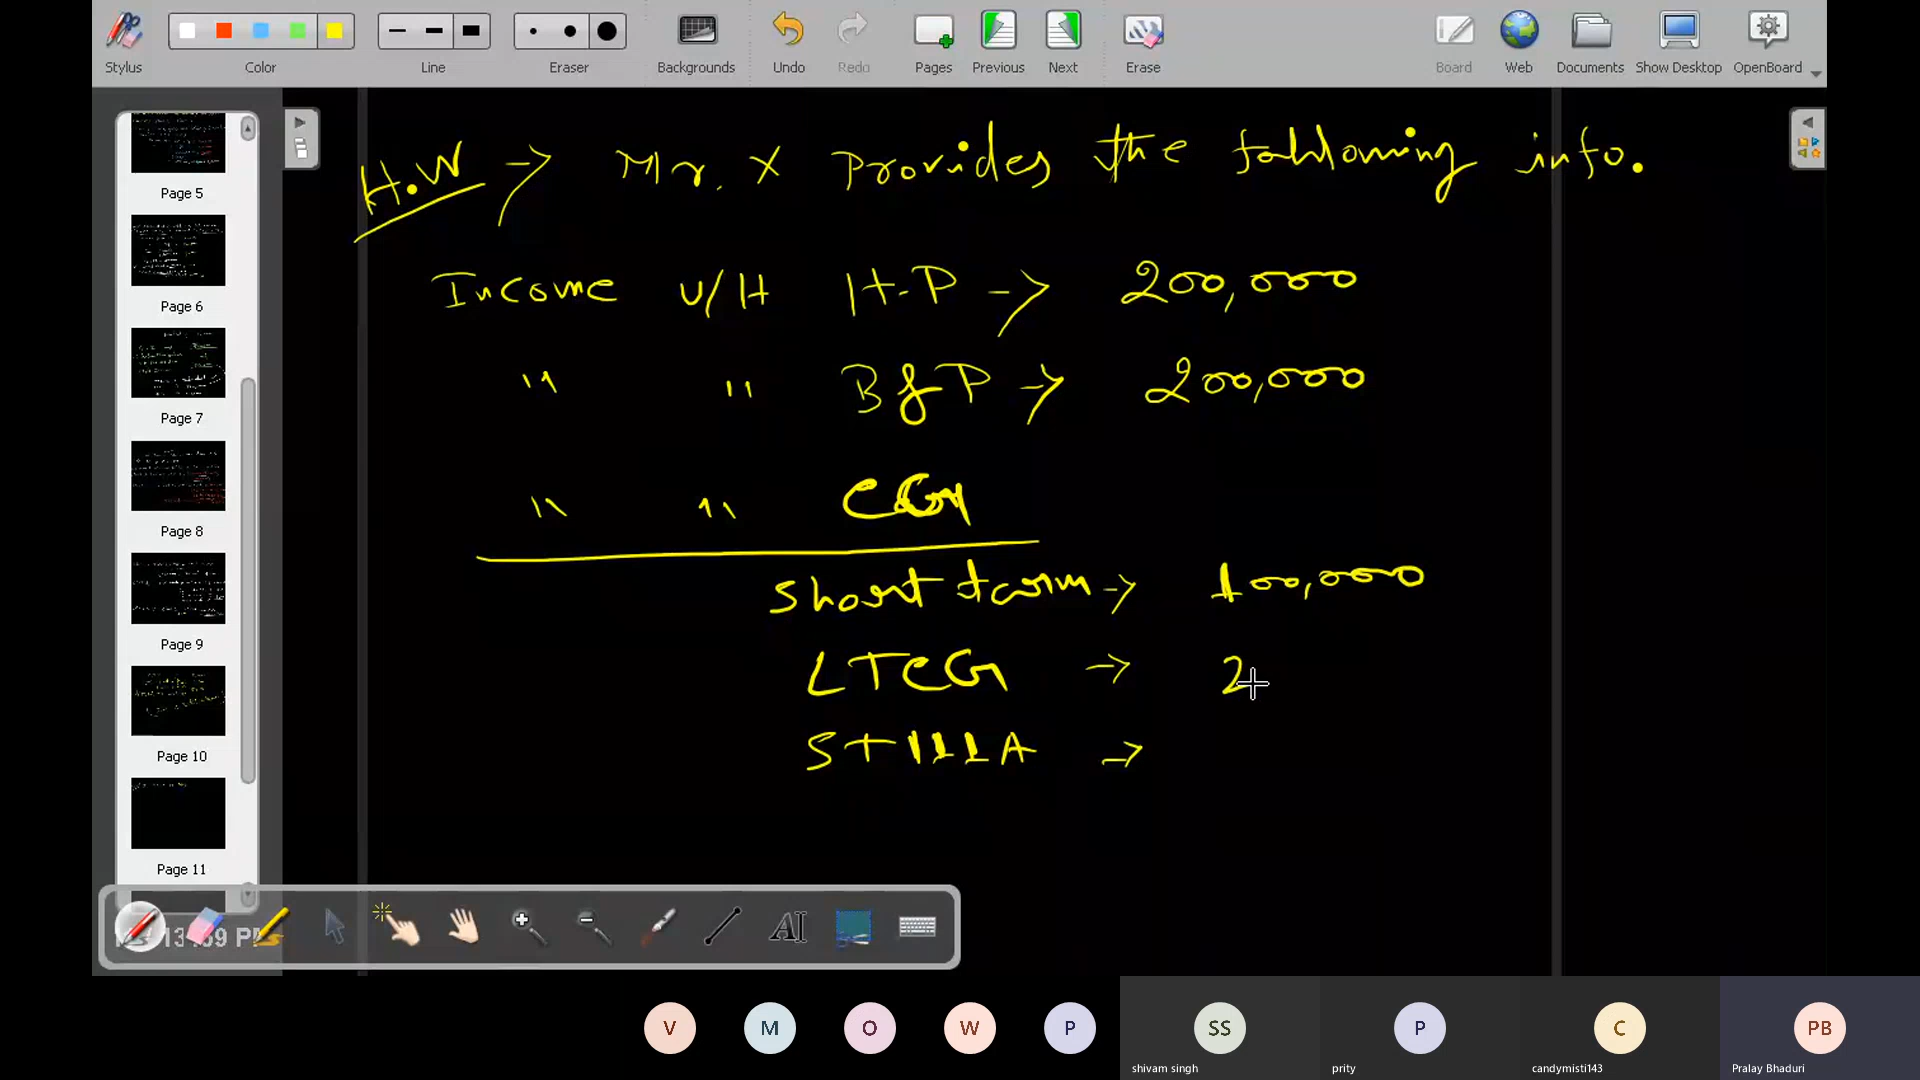 Stylus Color Line Eraser Backgrounds Undo Redo Pages Previous Next Erase Board Web Documents Show Desktop OpenBoard
H.W → Mr. X Provides the following info.
Income U/H H.P → 200,000
" " B&P → 200,000
" " CG
Short term → 100,000
LTCG → 2
ST111A →
Page 5
Page 6
Page 7
Page 8
Page 9
Page 10
Page 11
V M O W P SS P C PB
shivam singh prity candymisti143 Pralay Bhaduri